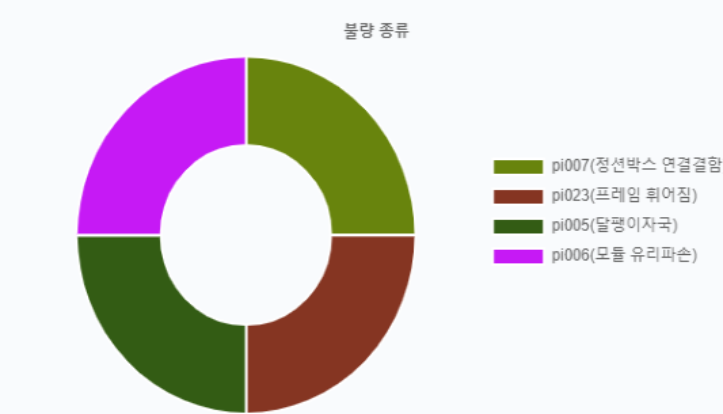 불량 종류
pi007(정션박스 연결결함
pi023(프레임 휘어짐)
pi005(달팽이자국)
pi006(모듈 유리파손)